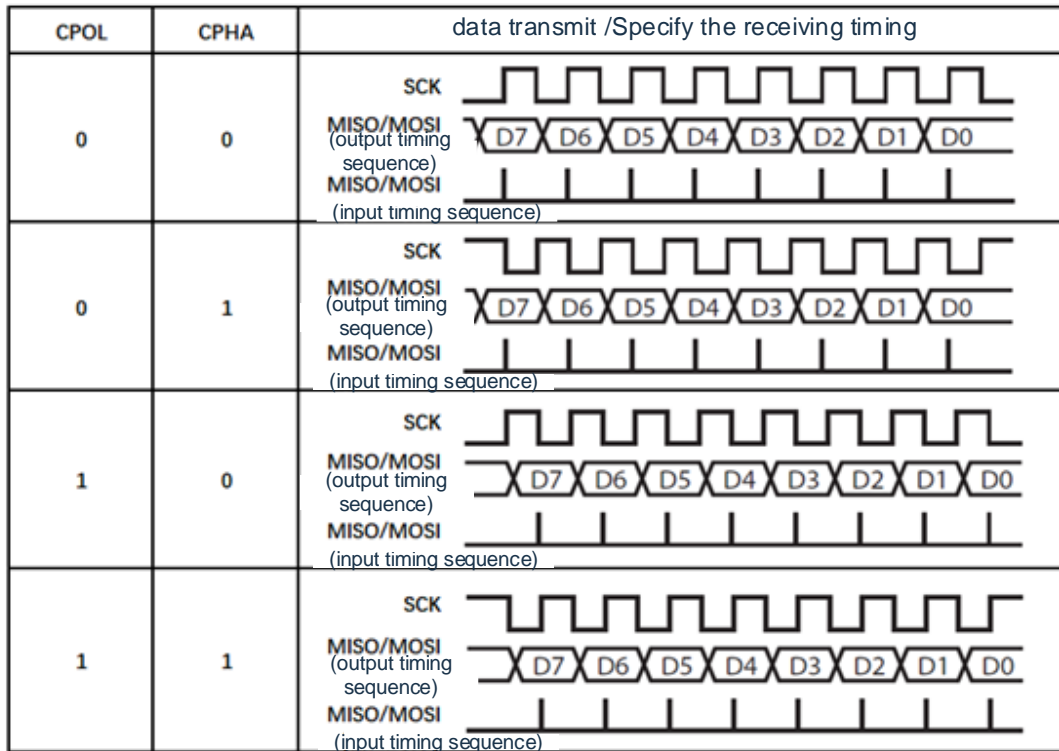 CPOL CPHA data transmit /Specify the receiving timing
SCK
0 0 MISO/MOSI D7 D6 D5 D4 D3 D2 D1 D0
(output timing
sequence)
MISO/MOSI
(input timing sequence)
SCK
0 1 MISO/MOSI D7 D6 D5 D4 D3 D2 D1 D0
(output timing
sequence)
MISO/MOSI
(input timing sequence)
SCK
1 0 MISO/MOSI D7 D6 D5 D4 D3 D2 D1 D0
(output timing
sequence)
MISO/MOSI
(input timing sequence)
SCK
1 1 MISO/MOSI D7 D6 D5 D4 D3 D2 D1 D0
(output timing
sequence)
MISO/MOSI
(input timing sequence)